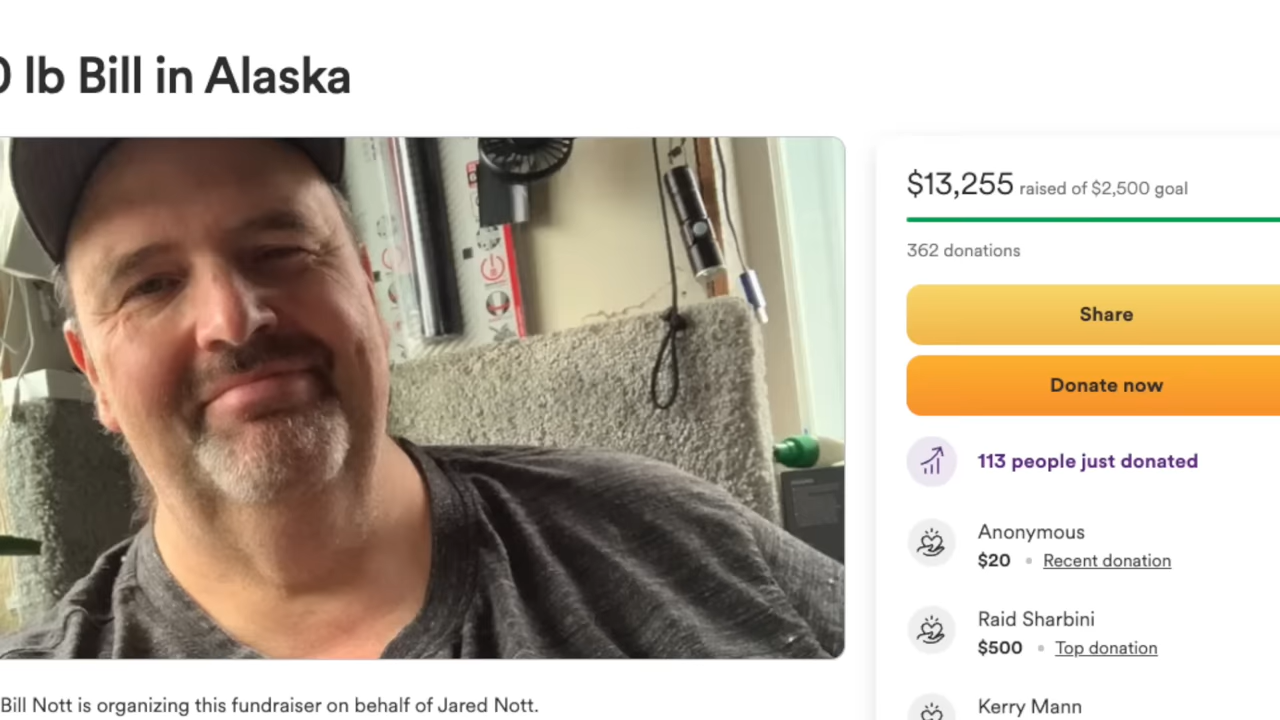 0 lb Bill in Alaska
$13,255 raised of $2,500 goal
362 donations
Share
Donate now
113 people just donated
Anonymous
$20 • Recent donation
Raid Sharbini
$500 • Top donation
Kerry Mann
Bill Nott is organizing this fundraiser on behalf of Jared Nott.